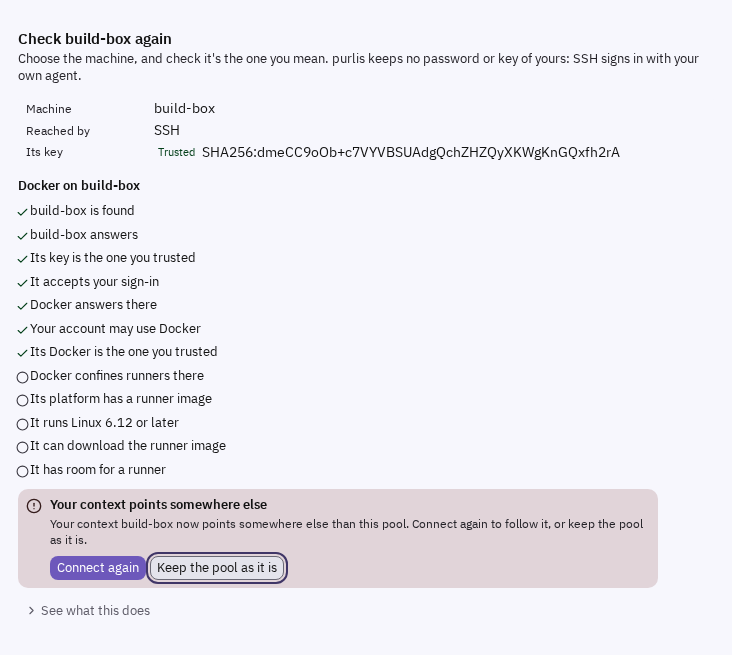 Check build-box again
Choose the machine, and check it's the one you mean. purlis keeps no password or key of yours: SSH signs in with your
own agent.
Machine build-box
Reached by SSH
Its key Trusted SHA256:dmeCC9oOb+c7VYVBSUAdgQchZHZQyXKWgKnGQxfh2rA
Docker on build-box
build-box is found
build-box answers
Its key is the one you trusted
It accepts your sign-in
Docker answers there
Your account may use Docker
Its Docker is the one you trusted
Docker confines runners there
Its platform has a runner image
It runs Linux 6.12 or later
It can download the runner image
It has room for a runner
Your context points somewhere else
Your context build-box now points somewhere else than this pool. Connect again to follow it, or keep the pool
as it is.
Connect again Keep the pool as it is
See what this does